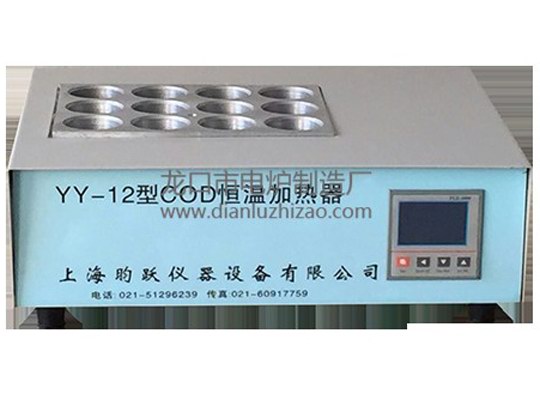 龙口市电炉制造厂
YY-12型COD恒温加热器
www.dianluzhizao.com
上海昀跃仪器设备有限公司
电话:021-51296239 传真:021-60917759